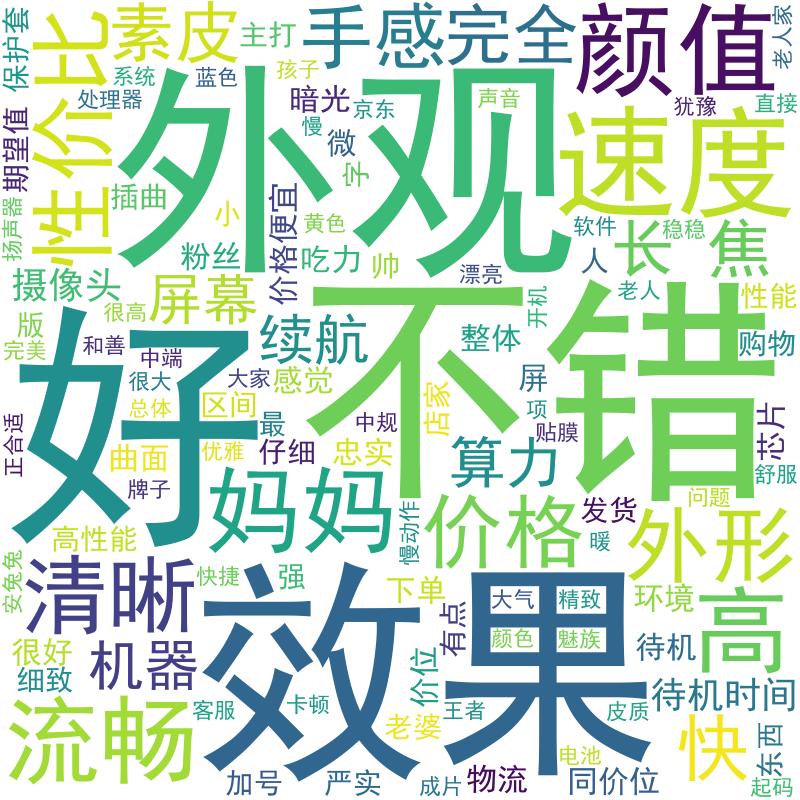 保护套
素皮
主打
手感
完全
颜值
老人家
系统
蓝色
孩子
处理器
暗光
京东
声音
犹豫
直接
性价比
外观
速度
期望值
慢
微
字
插曲
小
价格便宜
黄色
扬声器
粉丝
吃力
帅
漂亮
软件
人
长
稳稳
焦
摄像头
屏幕
老人
性能
版
很高
不错
开机
完美
和善
中端
续航
整体
购物
好
很大
大家
感觉
屏
总体
区间
最
中规
店家
项
贴膜
芯片
正合适
曲面
优雅
仔细
忠实
算力
舒服
牌子
妈妈
慢动作
价格
发货
问题
外形
高性能
暖
安兔兔
清晰
快捷
强
下单
有点
大气
精致
环境
高
效果
颜色
魅族
很好
机器
价位
待机
细致
待机时间
流畅
客服
卡顿
老婆
王者
皮质
快
东西
电池
加号
严实
成片
物流
同价位
起码